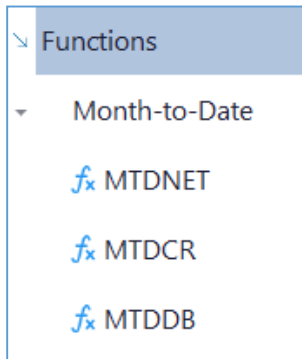 Functions
Month-to-Date
fx MTDNET
fx MTDCR
fx MTDDB